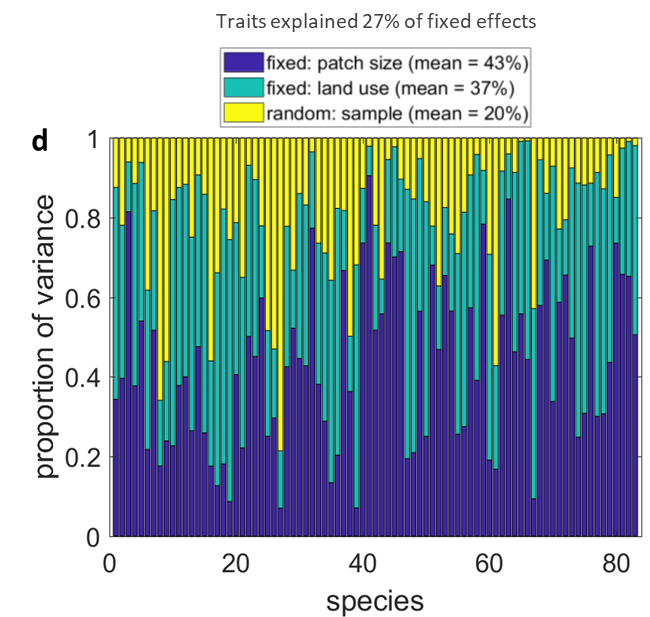 Traits explained 27% of fixed effects
fixed: patch size (mean = 43%)
fixed: land use (mean = 37%)
random: sample (mean = 20%)
d
1
0.8
0.6
0.4
0.2
0
proportion of variance
0 20 40 60 80
species